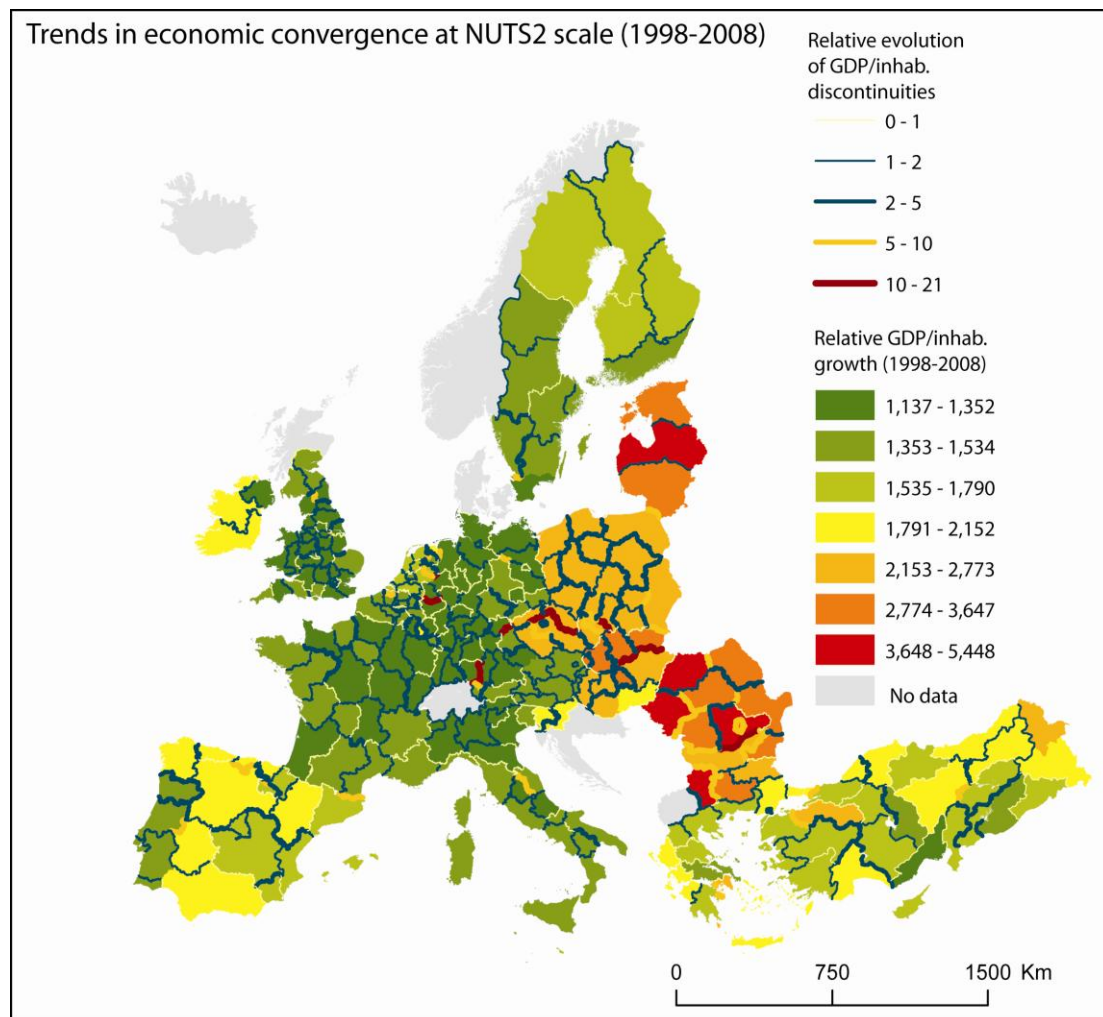 Trends in economic convergence at NUTS2 scale (1998-2008)
Relative evolution
of GDP/inhab.
discontinuities
0 - 1
1 - 2
2 - 5
5 - 10
10 - 21
Relative GDP/inhab.
growth (1998-2008)
1,137 - 1,352
1,353 - 1,534
1,535 - 1,790
1,791 - 2,152
2,153 - 2,773
2,774 - 3,647
3,648 - 5,448
No data
0 750 1500 Km